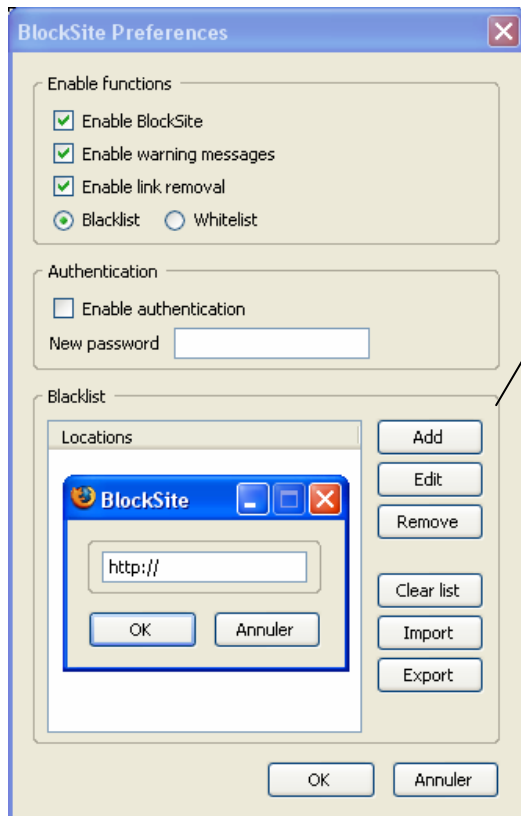 BlockSite Preferences
Enable functions
Enable BlockSite
Enable warning messages
Enable link removal
Blacklist Whitelist
Authentication
Enable authentication
New password
Blacklist
Locations
Add
Edit
Remove
BlockSite
http://
OK Annuler
Clear list
Import
Export
OK Annuler